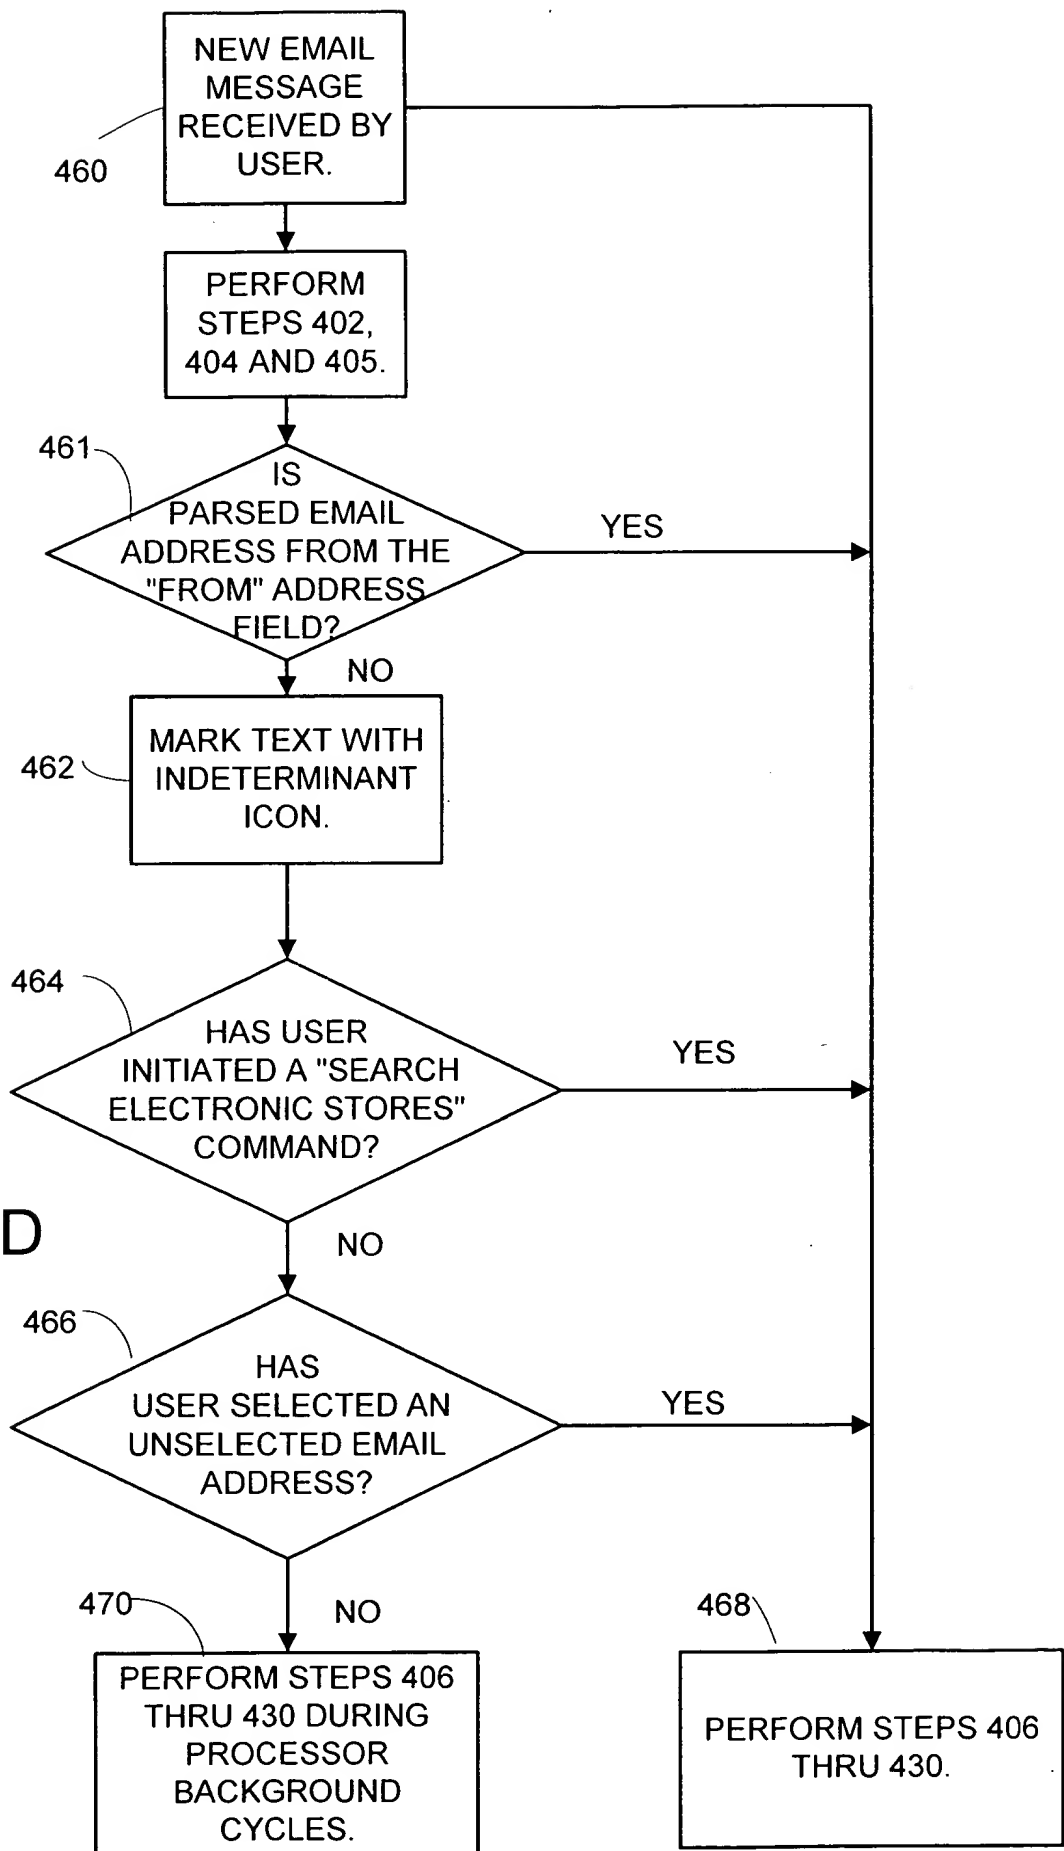 NEW EMAIL
MESSAGE
RECEIVED BY
USER.
460
PERFORM
STEPS 402,
404 AND 405.
461
IS
PARSED EMAIL
ADDRESS FROM THE
"FROM" ADDRESS
FIELD?
YES
NO
462
MARK TEXT WITH
INDETERMINANT
ICON.
464
HAS USER
INITIATED A "SEARCH
ELECTRONIC STORES"
COMMAND?
YES
D
NO
466
HAS
USER SELECTED AN
UNSELECTED EMAIL
ADDRESS?
YES
470
NO
468
PERFORM STEPS 406
THRU 430 DURING
PROCESSOR
BACKGROUND
CYCLES.
PERFORM STEPS 406
THRU 430.